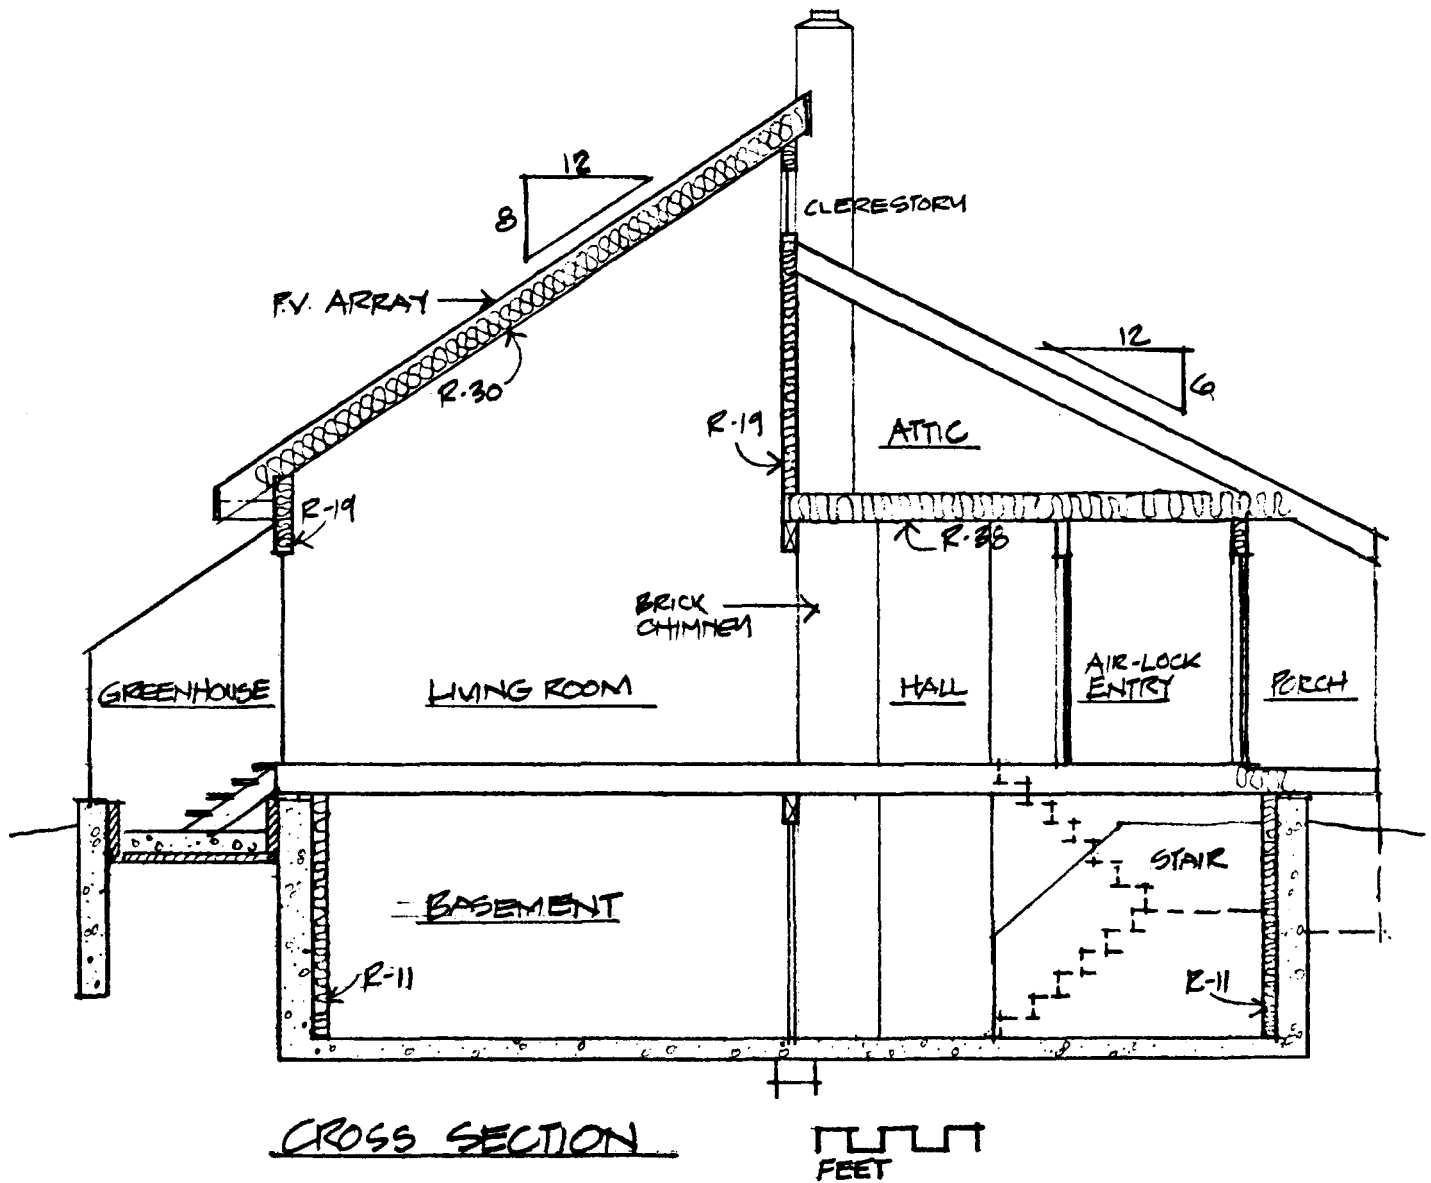 12
8
CLERESTORY
P.V. ARRAY
12
6
R-30
R-19
ATTIC
R-19
R-38
BRICK
CHIMNEY
AIR-LOCK
ENTRY
GREENHOUSE
LIVING ROOM
HALL
PORCH
STAIR
BASEMENT
R-11
R-11
CROSS SECTION
FEET